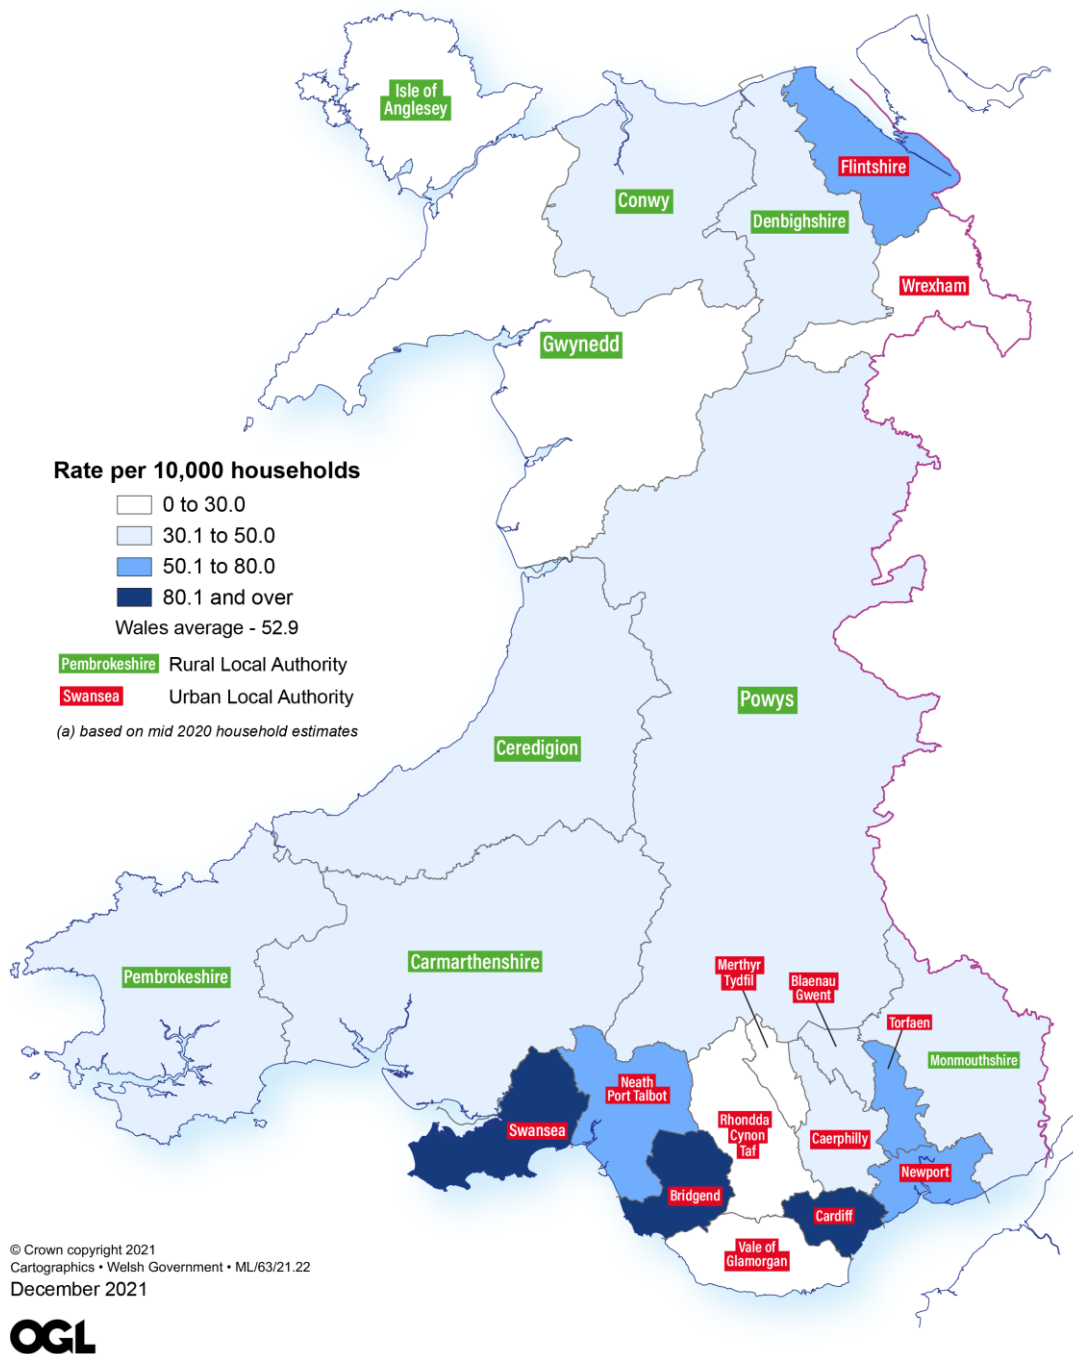 Isle of
Anglesey
Flintshire
Conwy
Denbighshire
Wrexham
Gwynedd
Rate per 10,000 households
0 to 30.0
30.1 to 50.0
50.1 to 80.0
80.1 and over
Wales average - 52.9
Pembrokeshire Rural Local Authority
Swansea Urban Local Authority
(a) based on mid 2020 household estimates
Powys
Ceredigion
Carmarthenshire
Pembrokeshire
Merthyr
Tydfil
Blaenau
Gwent
Torfaen
Monmouthshire
Neath
Port Talbot
Swansea
Rhondda
Cynon
Taf
Caerphilly
Newport
Bridgend
Cardiff
Vale of
Glamorgan
© Crown copyright 2021
Cartographics • Welsh Government • ML/63/21.22
December 2021
OGL